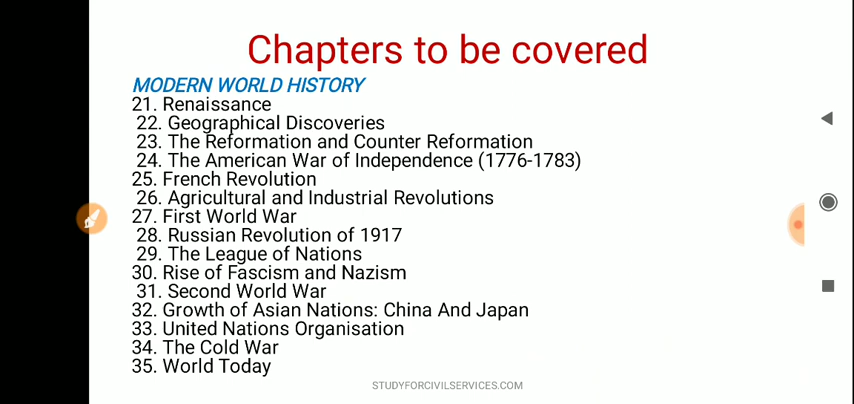 Chapters to be covered
MODERN WORLD HISTORY
21. Renaissance
22. Geographical Discoveries
23. The Reformation and Counter Reformation
24. The American War of Independence (1776-1783)
25. French Revolution
26. Agricultural and Industrial Revolutions
27. First World War
28. Russian Revolution of 1917
29. The League of Nations
30. Rise of Fascism and Nazism
31. Second World War
32. Growth of Asian Nations: China And Japan
33. United Nations Organisation
34. The Cold War
35. World Today
STUDYFORCIVILSERVICES.COM